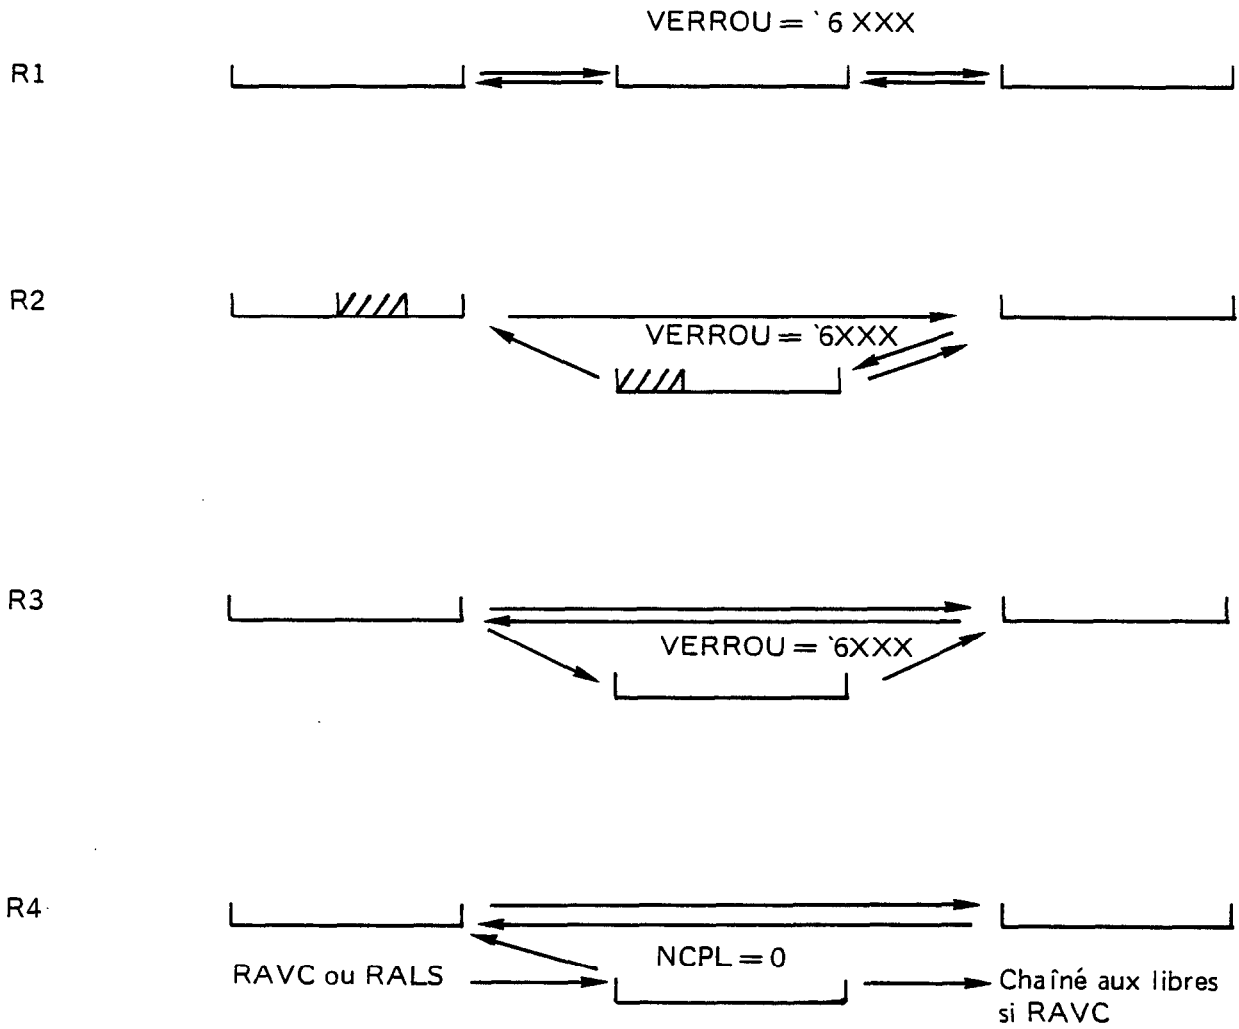 VERROU = `6 XXX
R1
R2
VERROU = `6XXX
R3
VERROU = `6XXX
R4
NCPL = 0
RAVC ou RALS
Chaîné aux libres
si RAVC